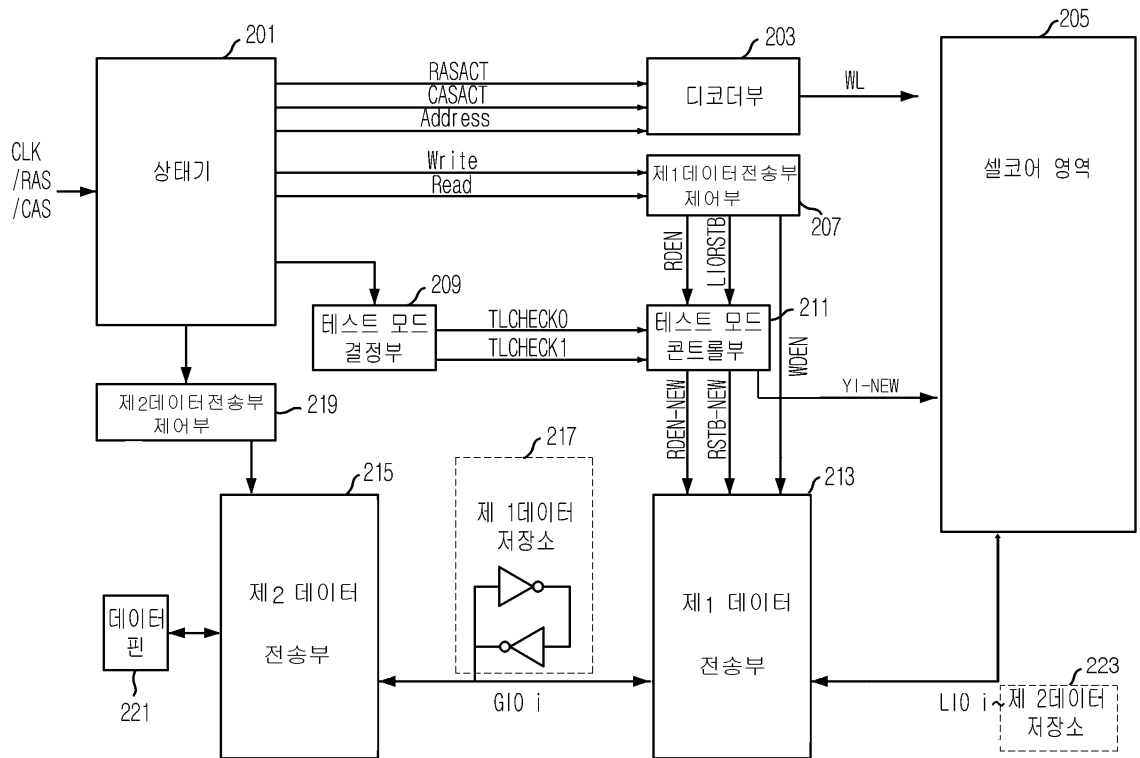 201
203
205
RASACT
CASACT
Address
디코더부
WL
CLK
/RAS
/CAS
상태기
Write
Read
제1데이터전송부
제어부
207
셀코어 영역
RDEN
LIORSTB
WDEN
209
테스트 모드
결정부
TLCHECK0
TLCHECK1
테스트 모드
콘트롤부
211
YI-NEW
제2데이터전송부
제어부
219
RDEN-NEW
RSTB-NEW
217
215
213
제 1데이터
저장소
제2 데이터
전송부
제1 데이터
전송부
데이터
핀
221
GIO i
LIO i~
223
제 2데이터
저장소